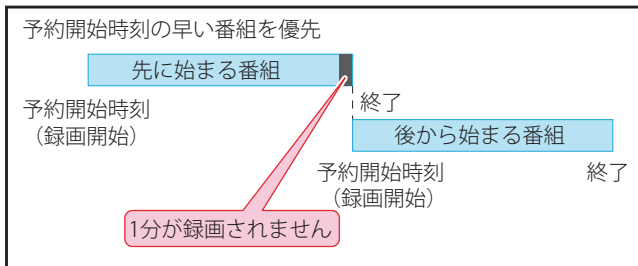 予約開始時刻の早い番組を優先
先に始まる番組
予約開始時刻
（録画開始）
終了
後から始まる番組
予約開始時刻
（録画開始）
終了
1分が録画されません